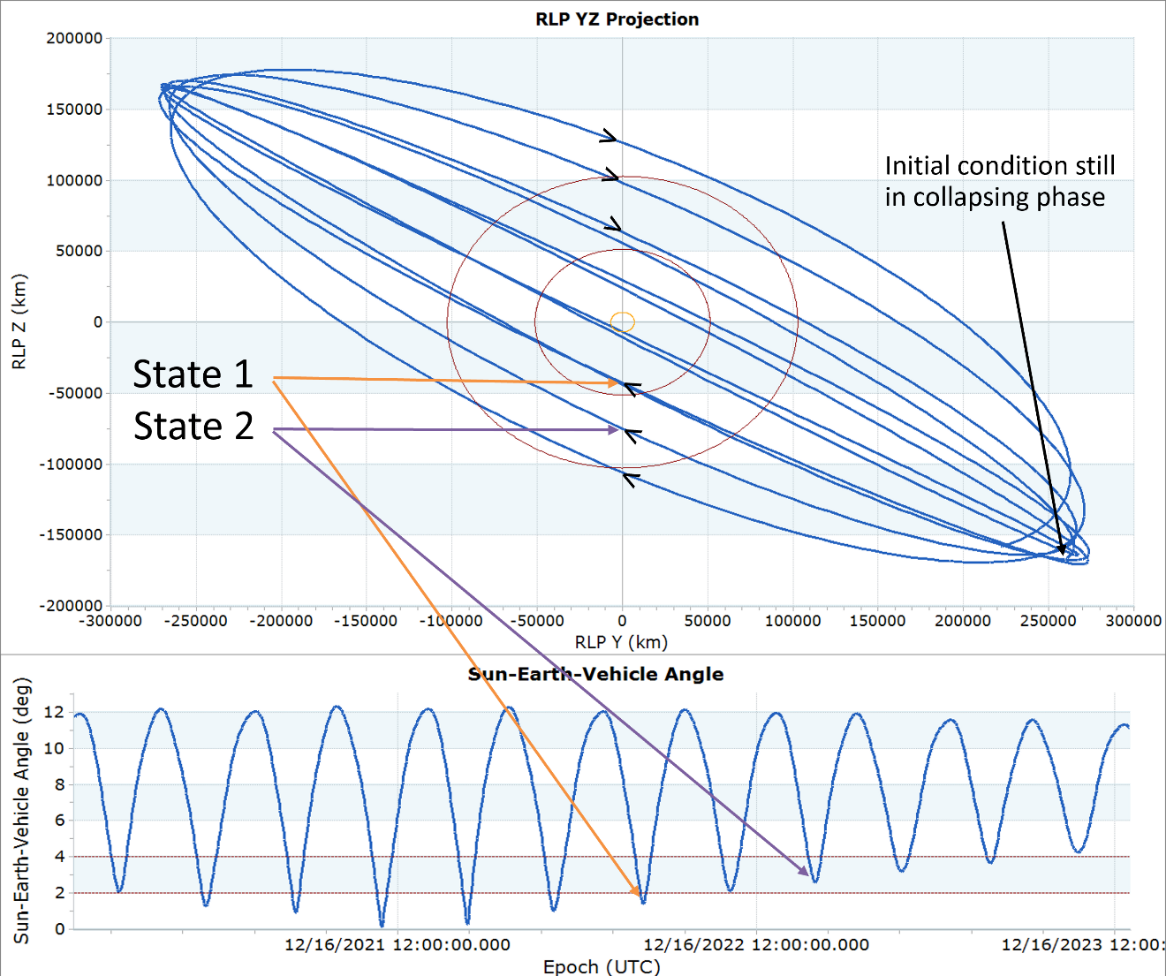 RLP YZ Projection
200000
150000
100000
50000
0
-50000
-100000
-150000
-200000
RLP Z (km)
Initial condition still
in collapsing phase
State 1
State 2
-300000 -250000 -200000 -150000 -100000 -50000 0 50000 100000 150000 200000 250000 300000
RLP Y (km)
Sun-Earth-Vehicle Angle
Sun-Earth-Vehicle Angle (deg)
12
10
8
6
4
2
0
12/16/2021 12:00:00.000 12/16/2022 12:00:00.000 12/16/2023 12:00:
Epoch (UTC)